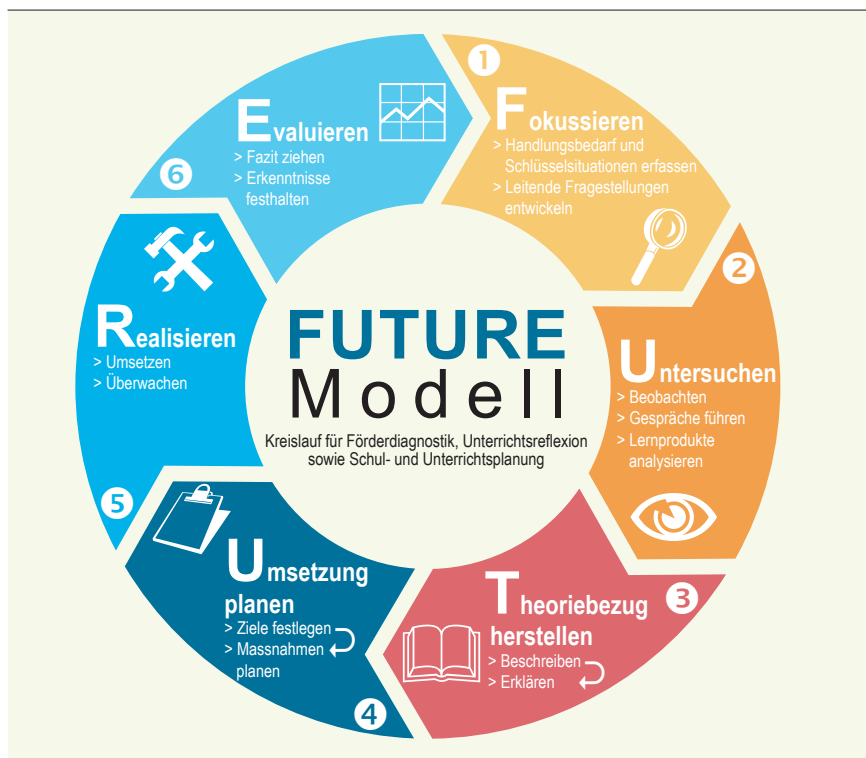 FUTURE
Modell
Kreislauf für Förderdiagnostik, Unterrichtsreflexion
sowie Schul- und Unterrichtsplanung
1
Fokussieren
> Handlungsbedarf und
Schlüsselsituationen erfassen
> Leitende Fragestellungen
entwickeln
2
Untersuchen
> Beobachten
> Gespräche führen
> Lernprodukte
analysieren
3
Theoriebezug
herstellen
> Beschreiben
> Erklären
4
Umsetzung
planen
> Ziele festlegen
> Massnahmen
planen
5
Realisieren
> Umsetzen
> Überwachen
6
Evaluieren
> Fazit ziehen
> Erkenntnisse
festhalten